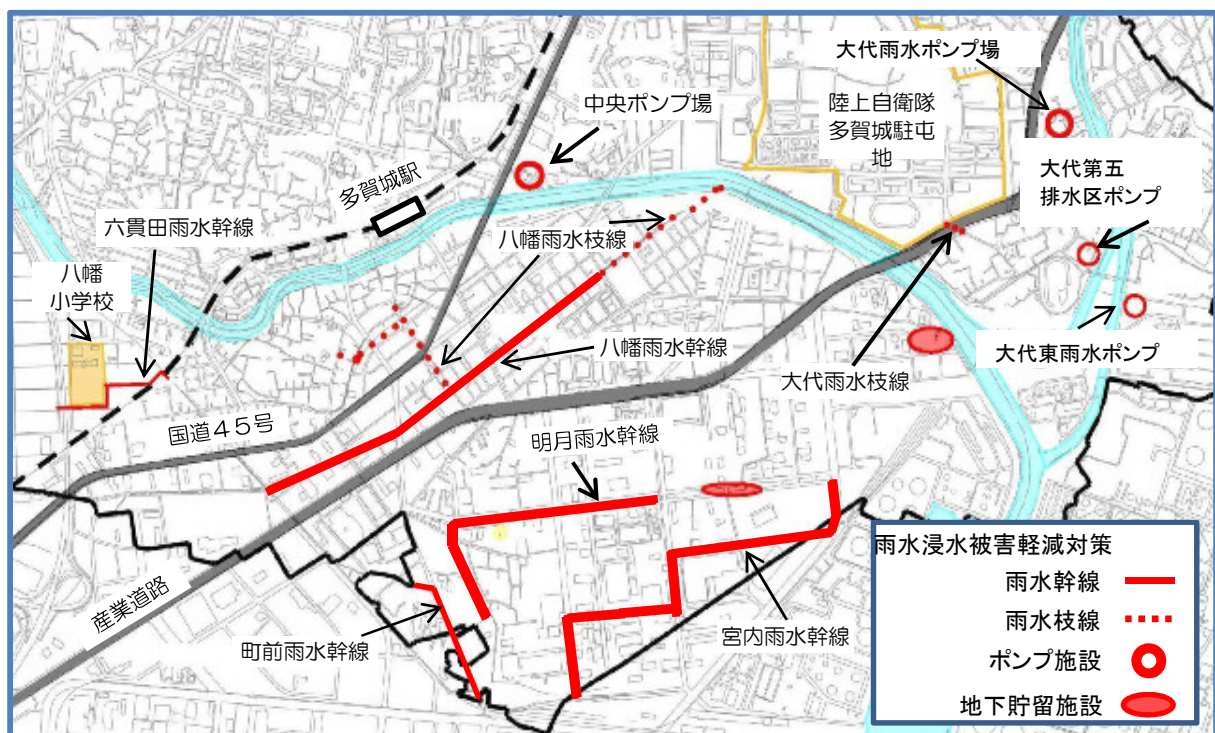 大代雨水ポンプ場
中央ポンプ場
陸上自衛隊
多賀城駐屯
地
大代第五
排水区ポンプ
多賀城駅
六貫田雨水幹線
八幡雨水枝線
八幡
小学校
八幡雨水幹線
大代東雨水ポンプ
大代雨水枝線
国道４５号
明月雨水幹線
産業道路
町前雨水幹線
宮内雨水幹線
雨水浸水被害軽減対策
雨水幹線
雨水枝線
ポンプ施設
地下貯留施設